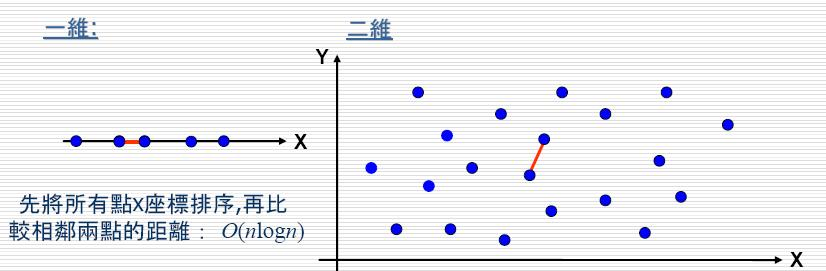 一維:
二維
Y
X
先將所有點X座標排序,再比
較相鄰兩點的距離： O(nlogn)
X